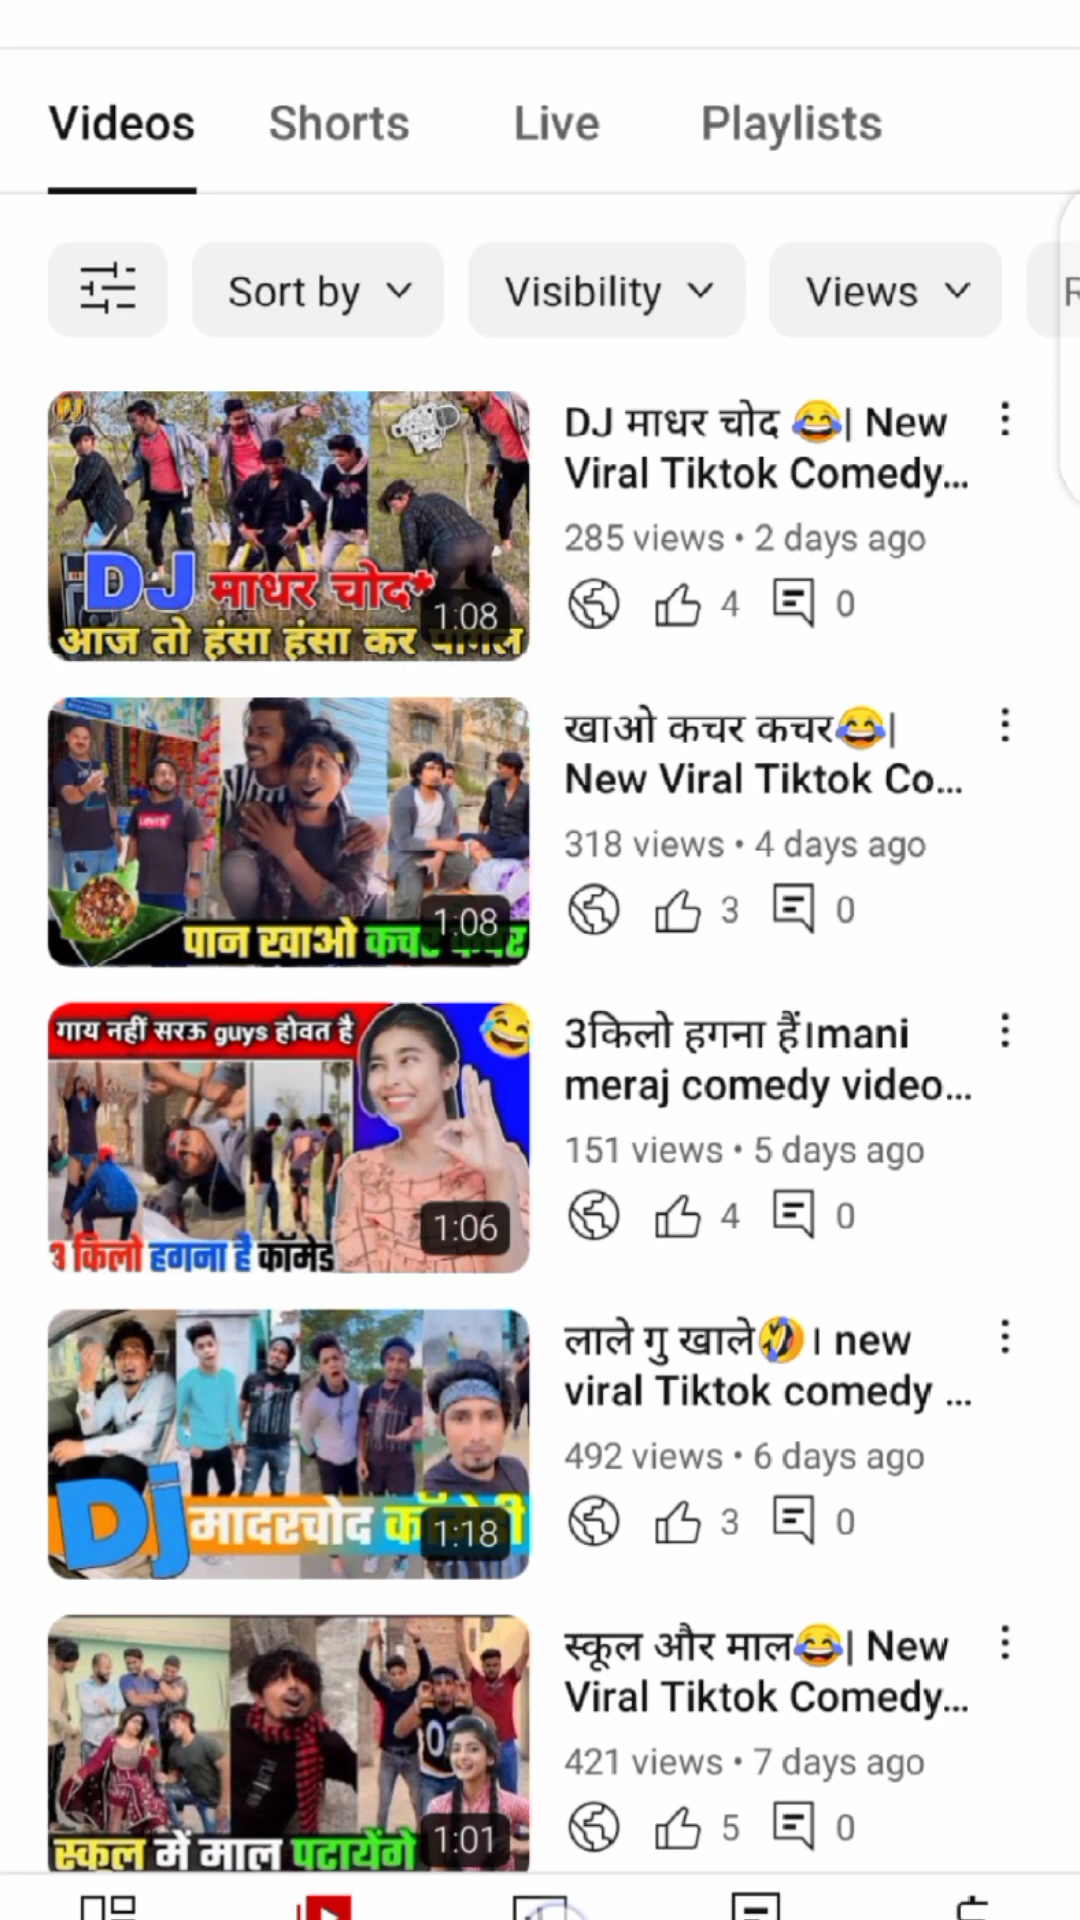 Videos Shorts Live Playlists
Sort by Visibility Views
DJ माधर चोद*
आज तो हंसा हंसा कर
1:08
DJ माधर चोद 😂| New
Viral Tiktok Comedy...
285 views • 2 days ago
4 0
LEVI'S
पान खाओ कचर
1:08
खाओ कचर कचर😂|
New Viral Tiktok Co...
318 views • 4 days ago
3 0
गाय नहीं सरऊ guys होवत है
3 किलो हगना है कॉमेड
1:06
3किलो हगना हैं।mani
meraj comedy video...
151 views • 5 days ago
4 0
Dj मादरचोद
1:18
लाले गु खाले🤣। new
viral Tiktok comedy ...
492 views • 6 days ago
3 0
स्कूल में माल पटायेंगे
1:01
स्कूल और माल😂| New
Viral Tiktok Comedy...
421 views • 7 days ago
5 0